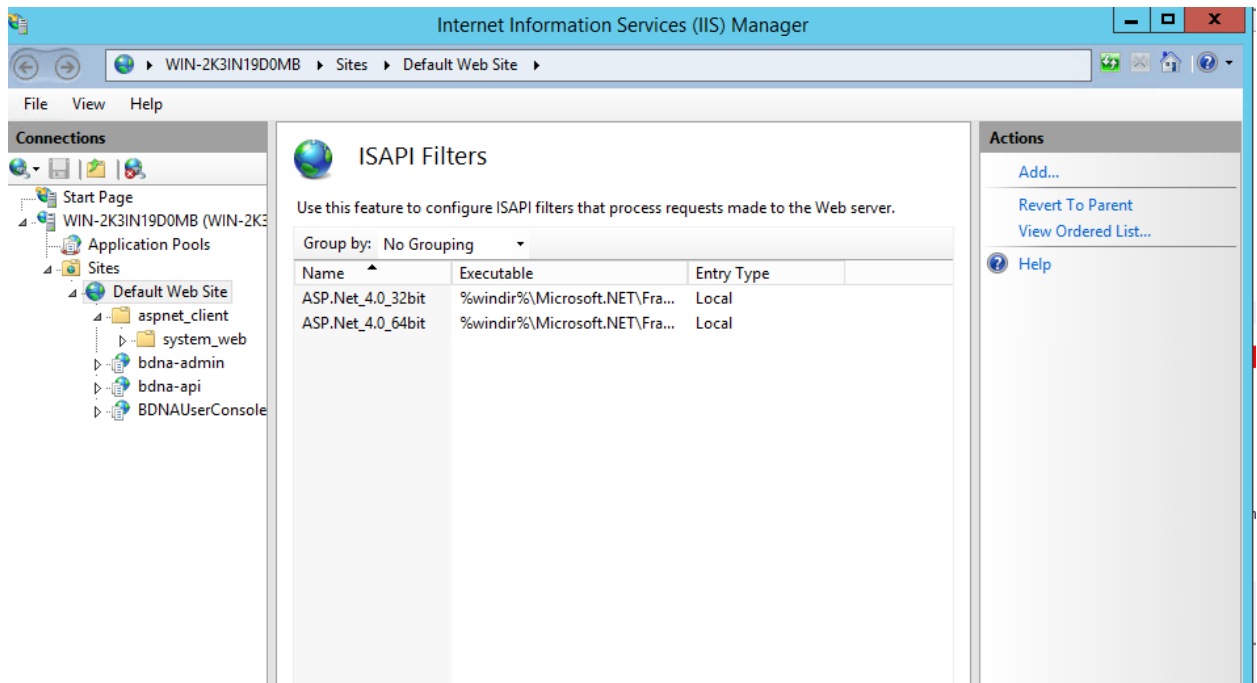 Internet Information Services (IIS) Manager
WIN-2K3IN19D0MB Sites Default Web Site
File View Help
Connections
Start Page
WIN-2K3IN19D0MB (WIN-2K3
Application Pools
Sites
Default Web Site
aspnet_client
system_web
bdna-admin
bdna-api
BDNAUserConsole
ISAPI Filters
Use this feature to configure ISAPI filters that process requests made to the Web server.
Group by: No Grouping
Name Executable Entry Type
ASP.Net_4.0_32bit %windir%\Microsoft.NET\Fra... Local
ASP.Net_4.0_64bit %windir%\Microsoft.NET\Fra... Local
Actions
Add...
Revert To Parent
View Ordered List...
Help